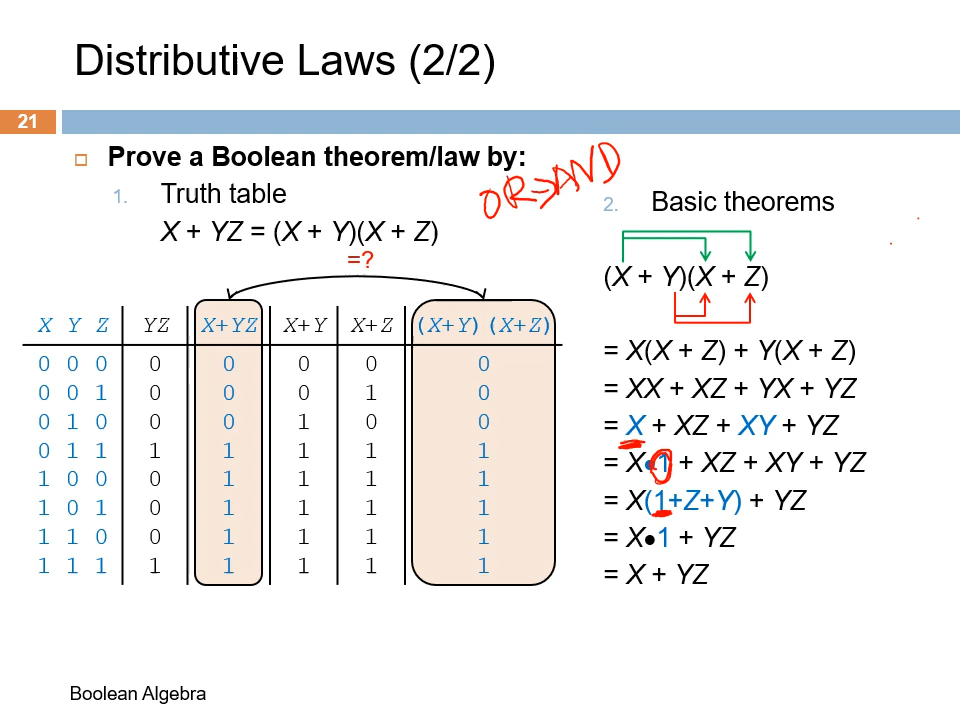 Distributive Laws (2/2)
21
Prove a Boolean theorem/law by:
1. Truth table
X + YZ = (X + Y)(X + Z)
=?
OR⇒AND
X Y Z YZ X+YZ X+Y X+Z (X+Y)(X+Z)
0 0 0 0 0 0 0 0
0 0 1 0 0 0 1 0
0 1 0 0 0 1 0 0
0 1 1 1 1 1 1 1
1 0 0 0 1 1 1 1
1 0 1 0 1 1 1 1
1 1 0 0 1 1 1 1
1 1 1 1 1 1 1 1
2. Basic theorems
(X + Y)(X + Z)
= X(X + Z) + Y(X + Z)
= XX + XZ + YX + YZ
= X + XZ + XY + YZ
= X•1 + XZ + XY + YZ
= X(1+Z+Y) + YZ
= X•1 + YZ
= X + YZ
Boolean Algebra